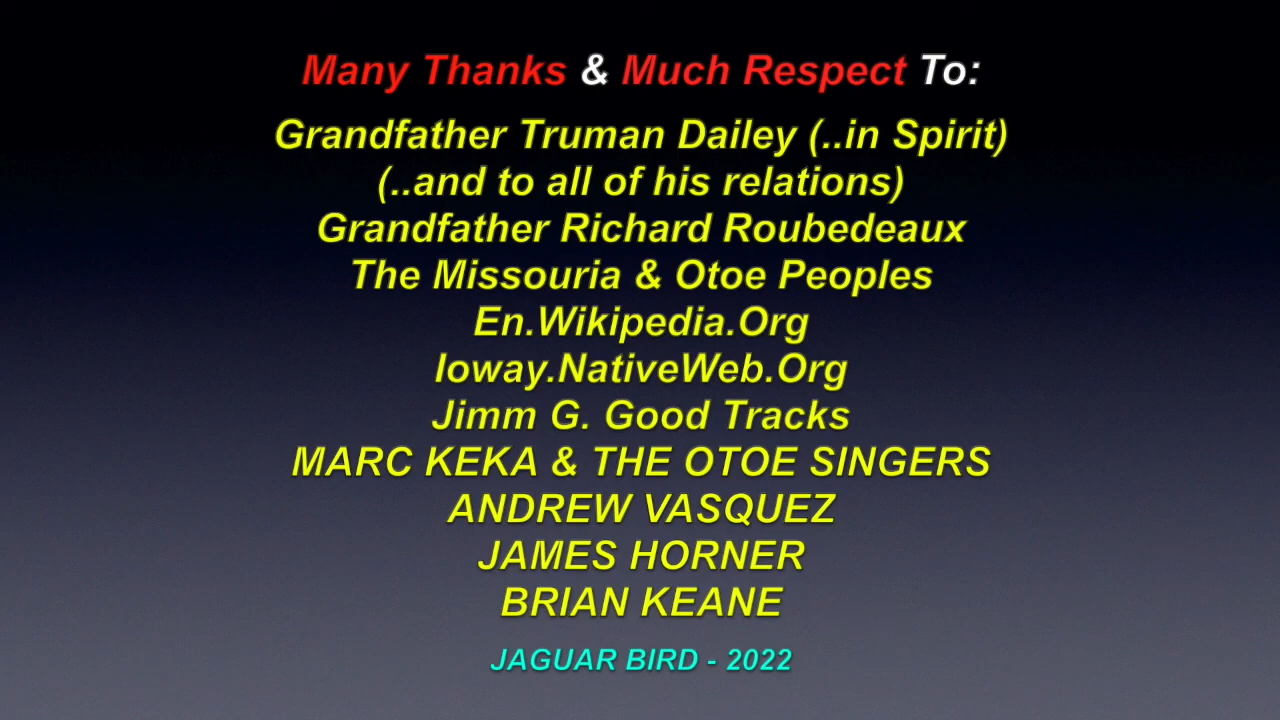 Many Thanks & Much Respect To:
Grandfather Truman Dailey (..in Spirit)
(..and to all of his relations)
Grandfather Richard Roubedeaux
The Missouria & Otoe Peoples
En.Wikipedia.Org
Ioway.NativeWeb.Org
Jimm G. Good Tracks
MARC KEKA & THE OTOE SINGERS
ANDREW VASQUEZ
JAMES HORNER
BRIAN KEANE
JAGUAR BIRD - 2022